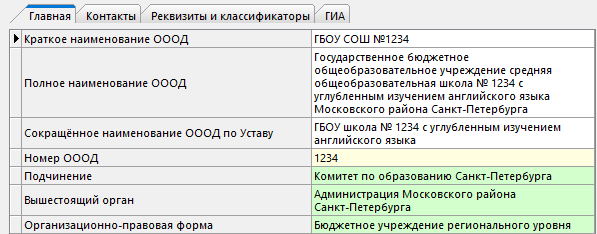 Главная Контакты Реквизиты и классификаторы ГИА
Краткое наименование ОООД ГБОУ СОШ №1234
Полное наименование ОООД
Государственное бюджетное
общеобразовательное учреждение средняя
общеобразовательная школа № 1234 с
углубленным изучением английского языка
Московского района Санкт-Петербурга
Сокращённое наименование ОООД по Уставу
ГБОУ школа № 1234 с углубленным изучением
английского языка
Номер ОООД 1234
Подчинение Комитет по образованию Санкт-Петербурга
Вышестоящий орган
Администрация Московского района
Санкт-Петербурга
Организационно-правовая форма Бюджетное учреждение регионального уровня